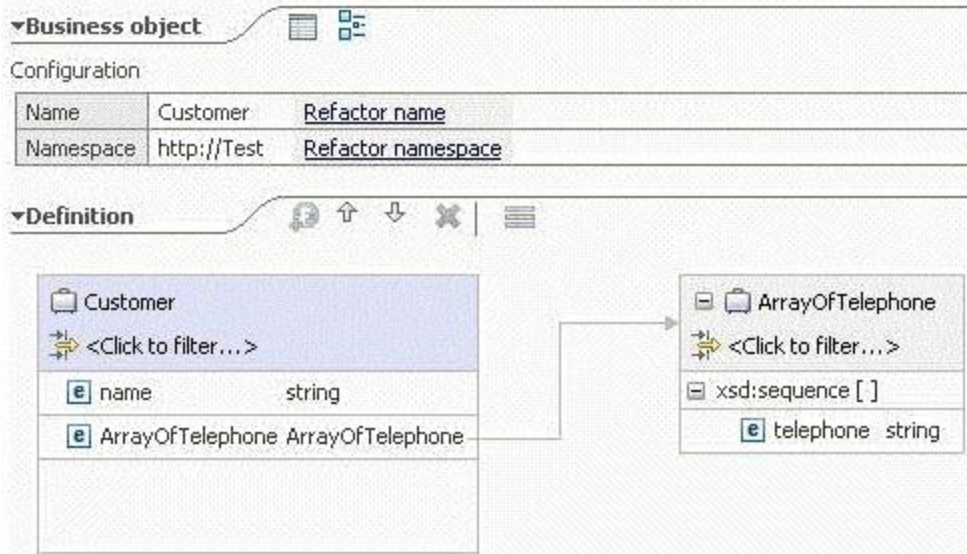 Business object
Configuration
Name Customer Refactor name
Namespace http://Test Refactor namespace
Definition
Customer
<Click to filter...>
e name string
e ArrayOfTelephone ArrayOfTelephone
ArrayOfTelephone
<Click to filter...>
xsd:sequence [ ]
e telephone string